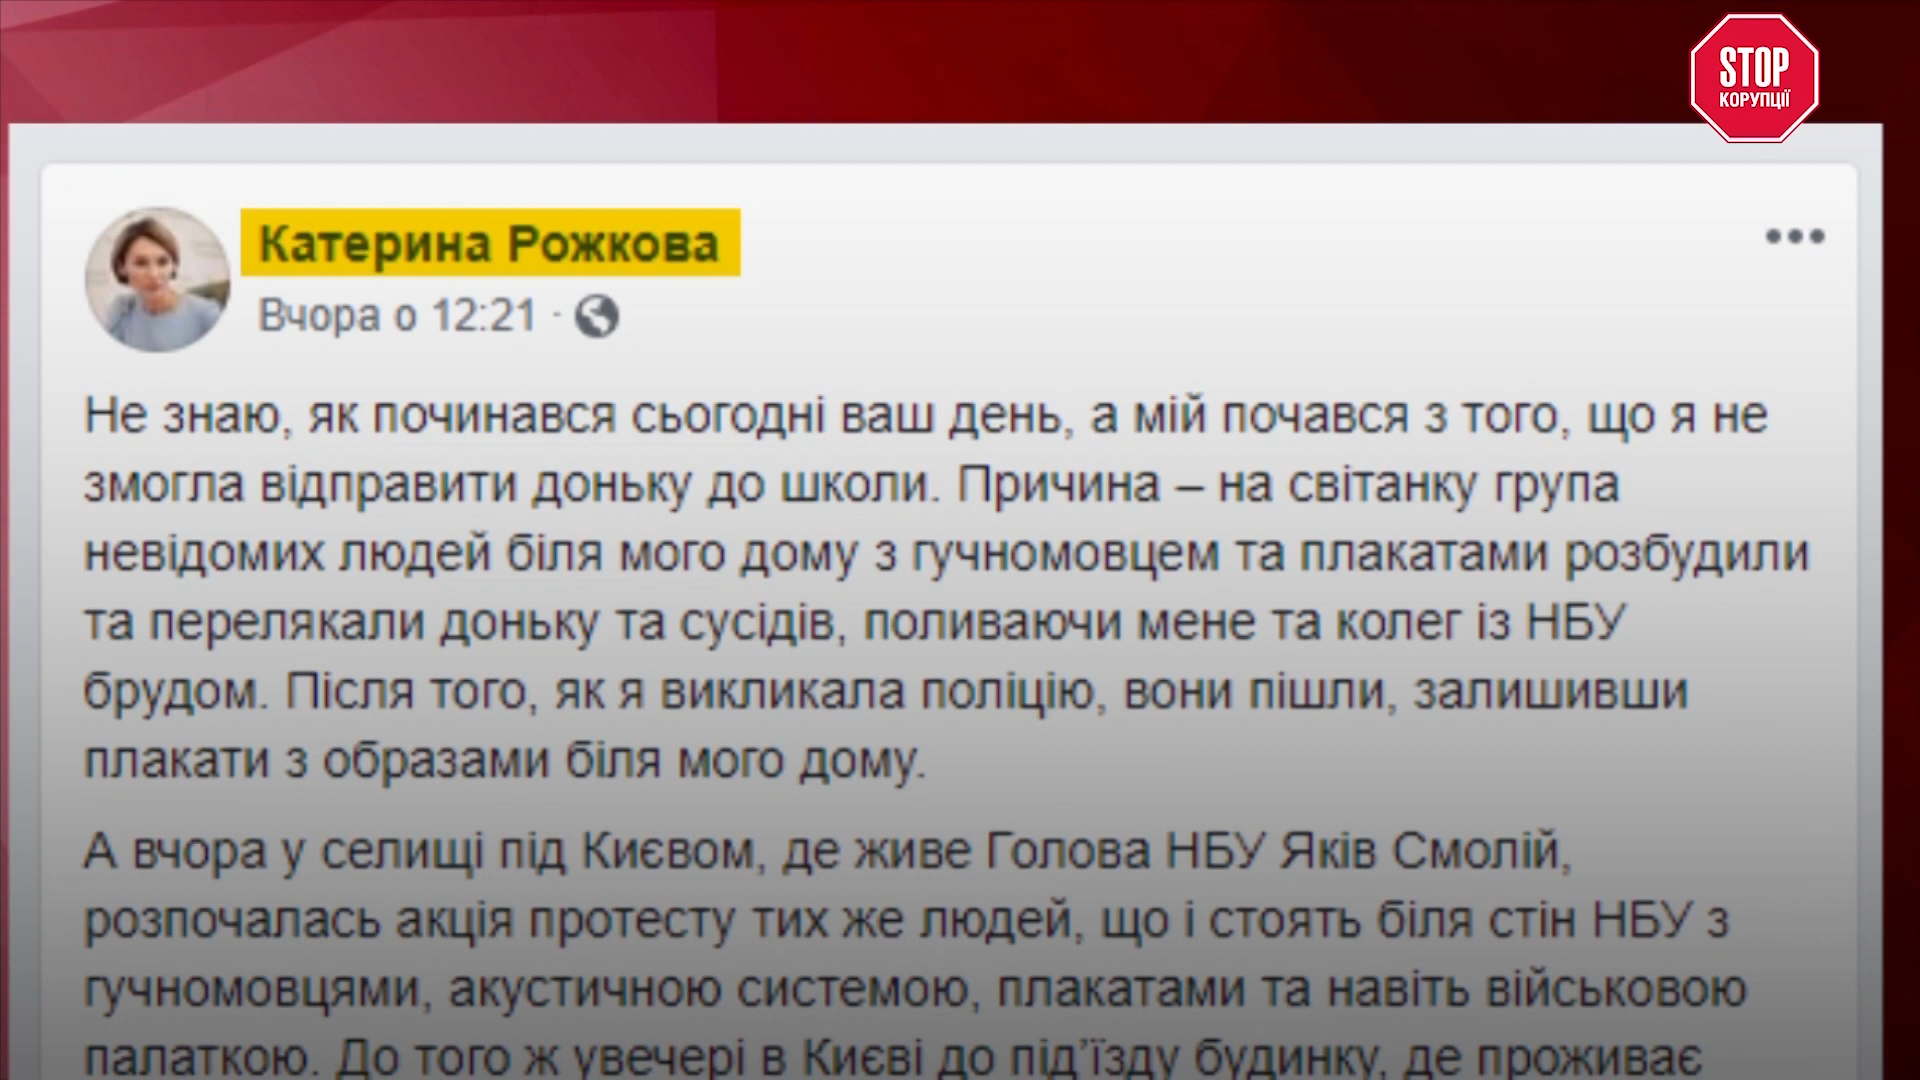 STOP
КОРУПЦІЇ
Катерина Рожкова
Вчора о 12:21 ·
Не знаю, як починався сьогодні ваш день, а мій почався з того, що я не
змогла відправити доньку до школи. Причина – на світанку група
невідомих людей біля мого дому з гучномовцем та плакатами розбудили
та перелякали доньку та сусідів, поливаючи мене та колег із НБУ
брудом. Після того, як я викликала поліцію, вони пішли, залишивши
плакати з образами біля мого дому.
А вчора у селищі під Києвом, де живе Голова НБУ Яків Смолій,
розпочалась акція протесту тих же людей, що і стоять біля стін НБУ з
гучномовцями, акустичною системою, плакатами та навіть військовою
палаткою. До того ж увечері в Києві до під’їзду будинку, де проживає